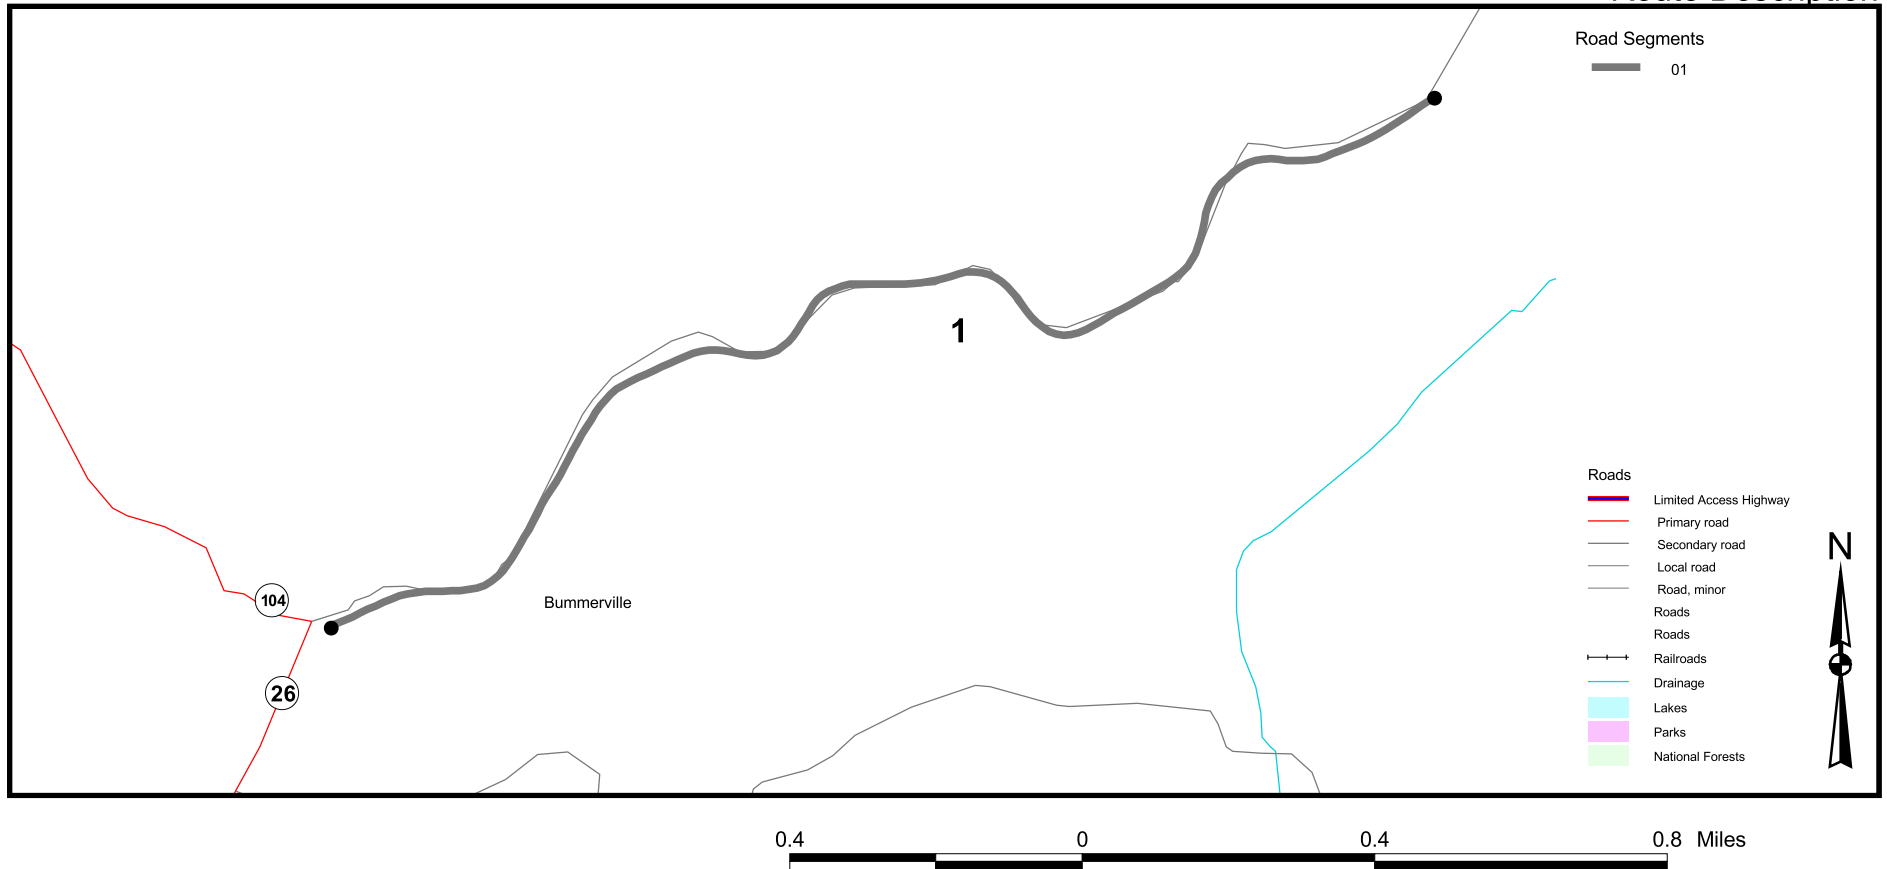 Road Segments
01
1
104
26
Bummerville
Roads
Limited Access Highway
Primary road
Secondary road
Local road
Road, minor
Roads
Roads
Railroads
Drainage
Lakes
Parks
National Forests
N
0.4 0 0.4 0.8 Miles